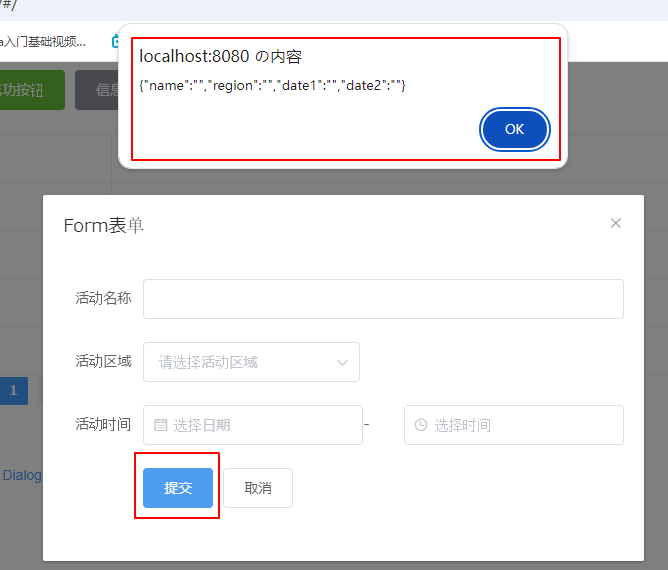 /#/
a入门基础视频...
localhost:8080 の内容
{"name":"","region":"","date1":"","date2":""}
OK
功按钮
信息
Form表单
×
活动名称
活动区域
请选择活动区域
活动时间
选择日期
-
选择时间
1
Dialog
提交
取消